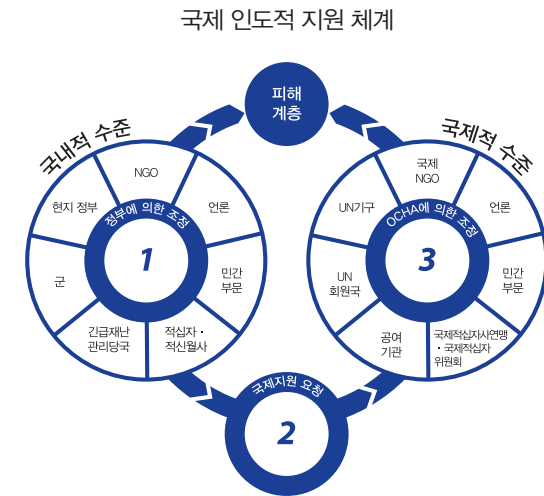 국제 인도적 지원 체계
피해
계층
국내적 수준
NGO
현지 정부
언론
정부에 의한 조정
1
군
민간
부문
긴급재난
관리당국
적십자·
적신월사
국제적 수준
국제
NGO
UN기구
언론
OCHA에 의한 조정
3
UN
회원국
민간
부문
공여
기관
국제적십자사연맹
· 국제적십자
위원회
국제지원 요청
2